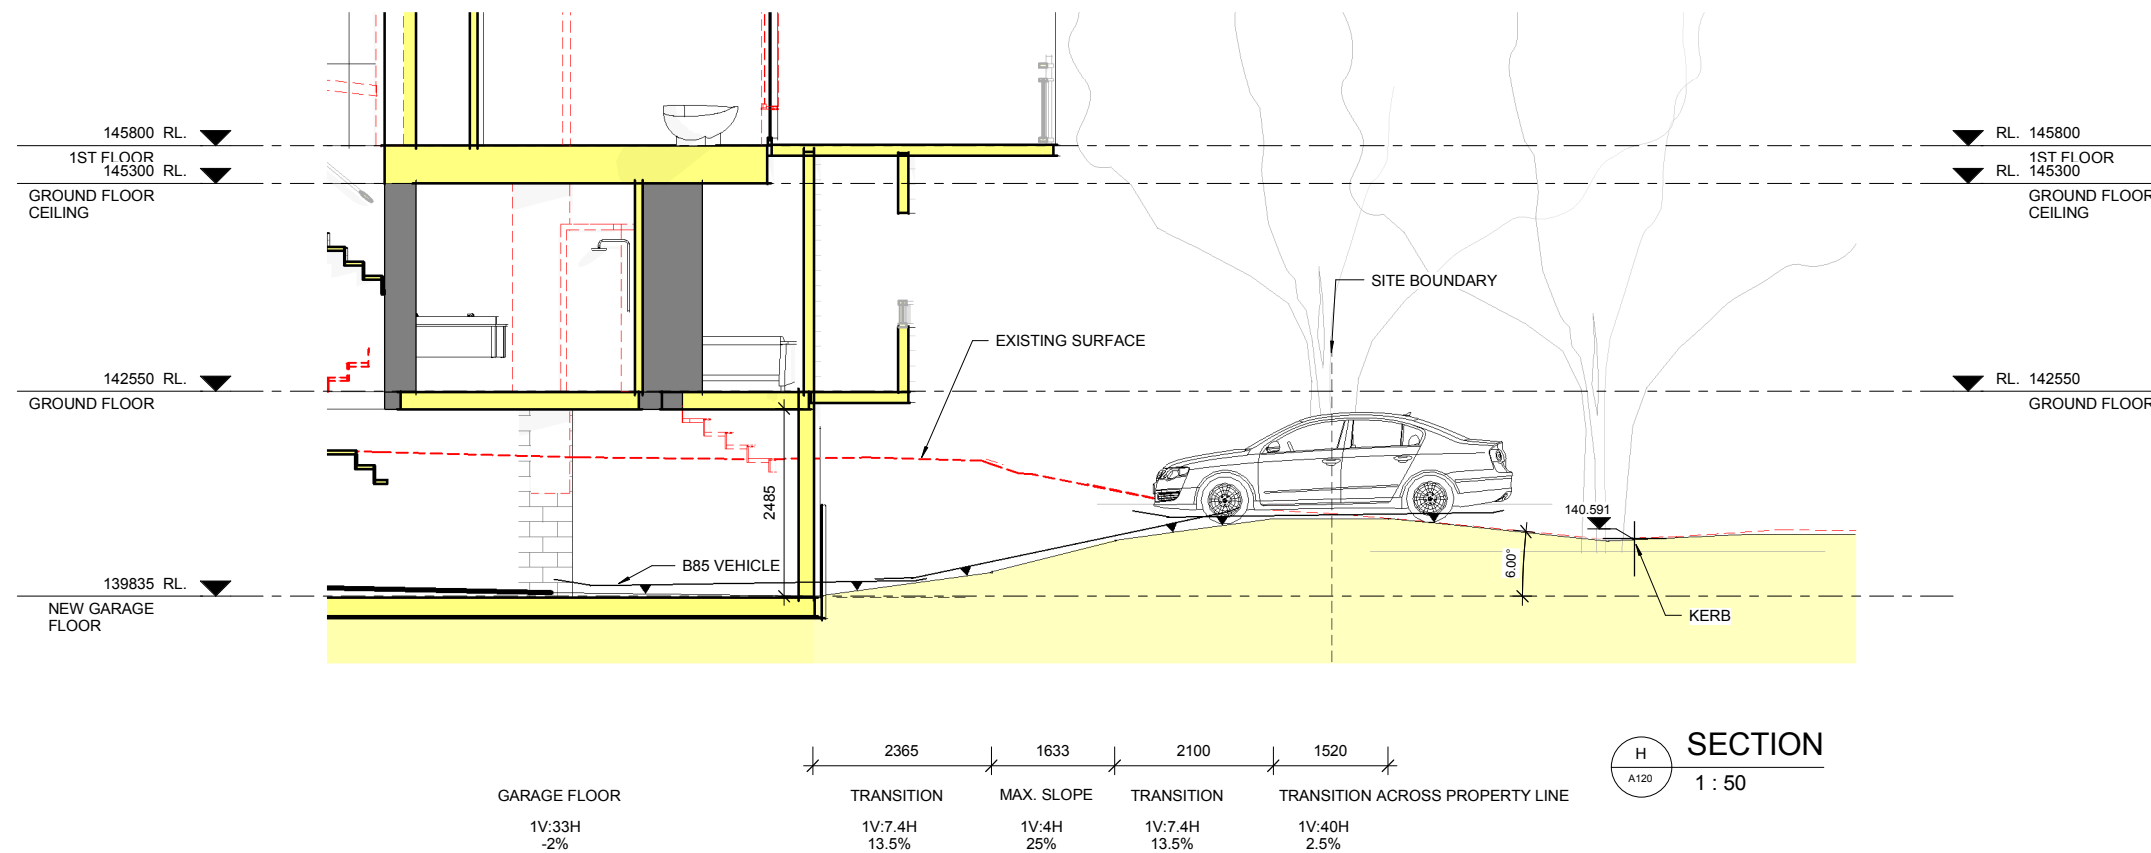 145800 RL.
1ST FLOOR
145300 RL.
GROUND FLOOR
CEILING
RL. 145800
1ST FLOOR
RL. 145300
GROUND FLOOR
CEILING
SITE BOUNDARY
EXISTING SURFACE
142550 RL.
GROUND FLOOR
RL. 142550
GROUND FLOOR
2485
140.591
B85 VEHICLE
6.00°
139835 RL.
NEW GARAGE
FLOOR
KERB
2365 1633 2100 1520
GARAGE FLOOR TRANSITION MAX. SLOPE TRANSITION TRANSITION ACROSS PROPERTY LINE
1V:33H 1V:7.4H 1V:4H 1V:7.4H 1V:40H
-2% 13.5% 25% 13.5% 2.5%
H
A120
SECTION
1 : 50